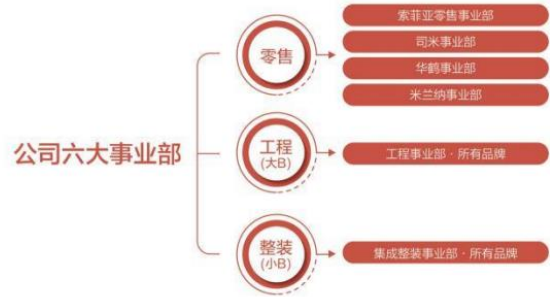 公司六大事业部
零售
索菲亚零售事业部
司米事业部
华鹤事业部
米兰纳事业部
工程
(大B)
工程事业部·所有品牌
整装
(小B)
集成整装事业部·所有品牌